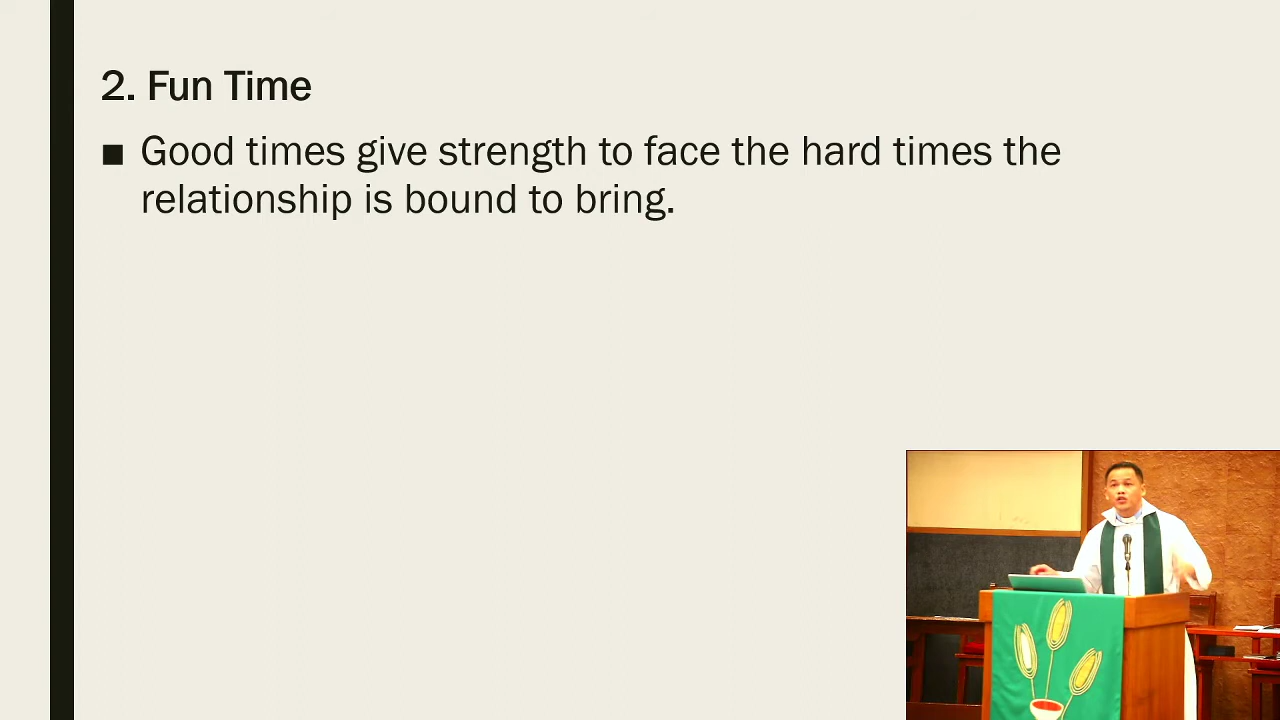 2. Fun Time
■ Good times give strength to face the hard times the
relationship is bound to bring.